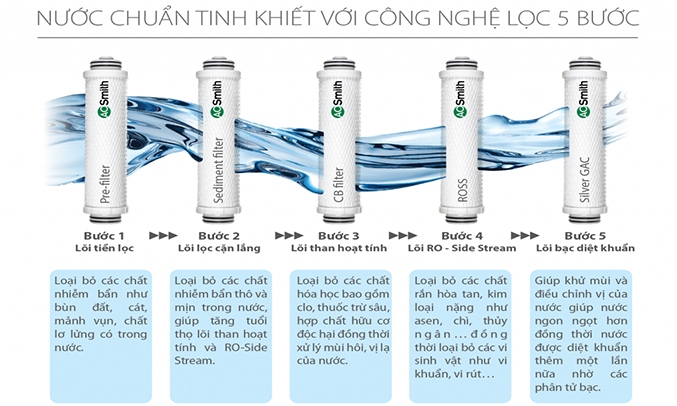 NƯỚC CHUẨN TINH KHIẾT VỚI CÔNG NGHỆ LỌC 5 BƯỚC
AO Smith
Pre-filter
AO Smith
Sediment filter
AO Smith
CB filter
AO Smith
ROSS
AO Smith
Silver GAC
Bước 1
Lõi tiền lọc
Bước 2
Lõi lọc cặn lắng
Bước 3
Lõi than hoạt tính
Bước 4
Lõi RO - Side Stream
Bước 5
Lõi bạc diệt khuẩn
Loại bỏ các chất
nhiễm bẩn như
bùn đất, cát,
mảnh vụn, chất
lơ lửng có trong
nước.
Loại bỏ các chất
nhiễm bẩn thô và
mịn trong nước,
giúp tăng tuổi
thọ lõi than hoạt
tính và RO-Side
Stream.
Loại bỏ các chất
hóa học bao gồm
clo, thuốc trừ sâu,
hợp chất hữu cơ
độc hại đồng thời
xử lý mùi hôi, vị lạ
của nước.
Loại bỏ các chất
rắn hòa tan, kim
loại nặng như
asen, chì, thủy
ngân... đồng
thời loại bỏ các vi
sinh vật như vi
khuẩn, vi rút...
Giúp khử mùi và
điều chỉnh vị của
nước giúp nước
ngon ngọt hơn
đồng thời nước
được diệt khuẩn
thêm một lần
nữa nhờ các
phân tử bạc.